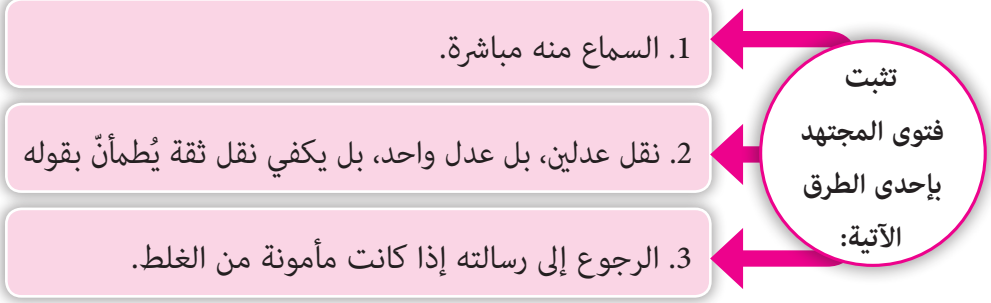 تثبت
فتوى المجتهد
بإحدى الطرق
الآتية:
1. السماع منه مباشرة.
2. نقل عدلين، بل عدل واحد، بل يكفي نقل ثقة يُطمأنّ بقوله
3. الرجوع إلى رسالته إذا كانت مأمونة من الغلط.